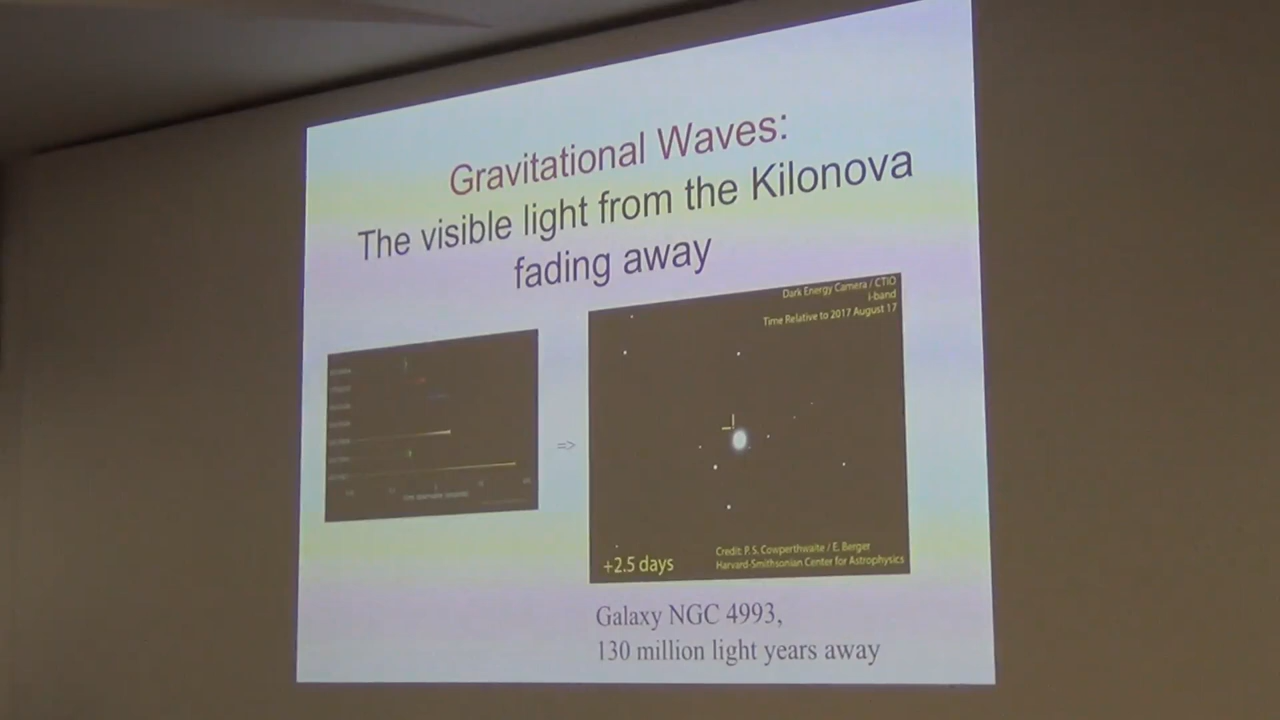 Gravitational Waves:
The visible light from the Kilonova
fading away
Dark Energy Camera / CTIO
i-band
Time Relative to 2017 August 17
=>
+2.5 days
Credit: P. S. Cowperthwaite / E. Berger
Harvard-Smithsonian Center for Astrophysics
Galaxy NGC 4993,
130 million light years away